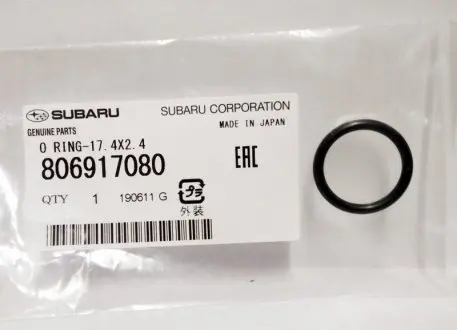 SUBARU
SUBARU CORPORATION
GENUINE PARTS
MADE IN JAPAN
O RING-17.4X2.4
806917080
EAC
QTY 1 190611 G
プラ
外装